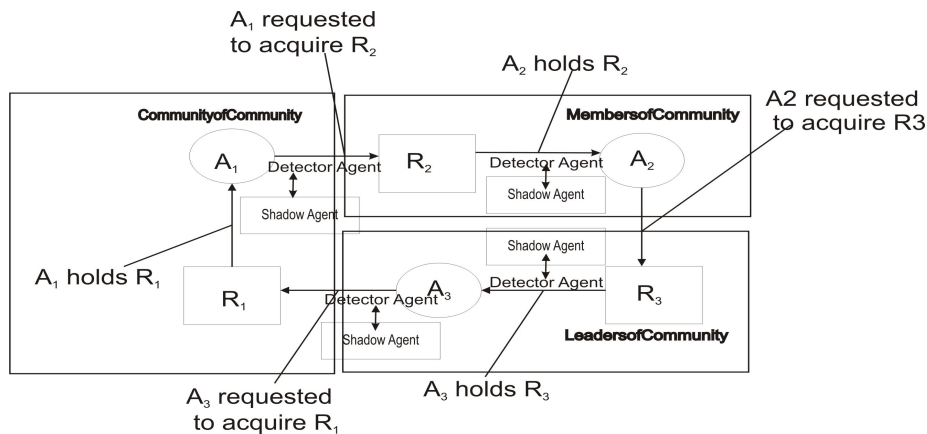 A₁ requested
to acquire R₂
A₂ holds R₂
A2 requested
to acquire R3
CommunityofCommunity
MembersofCommunity
A₁
Detector Agent
R₂
Detector Agent
A₂
Shadow Agent
Shadow Agent
A₁ holds R₁
Shadow Agent
R₁
A₃
Detector Agent
Detector Agent
R₃
Shadow Agent
LeadersofCommunity
A₃ requested
to acquire R₁
A₃ holds R₃